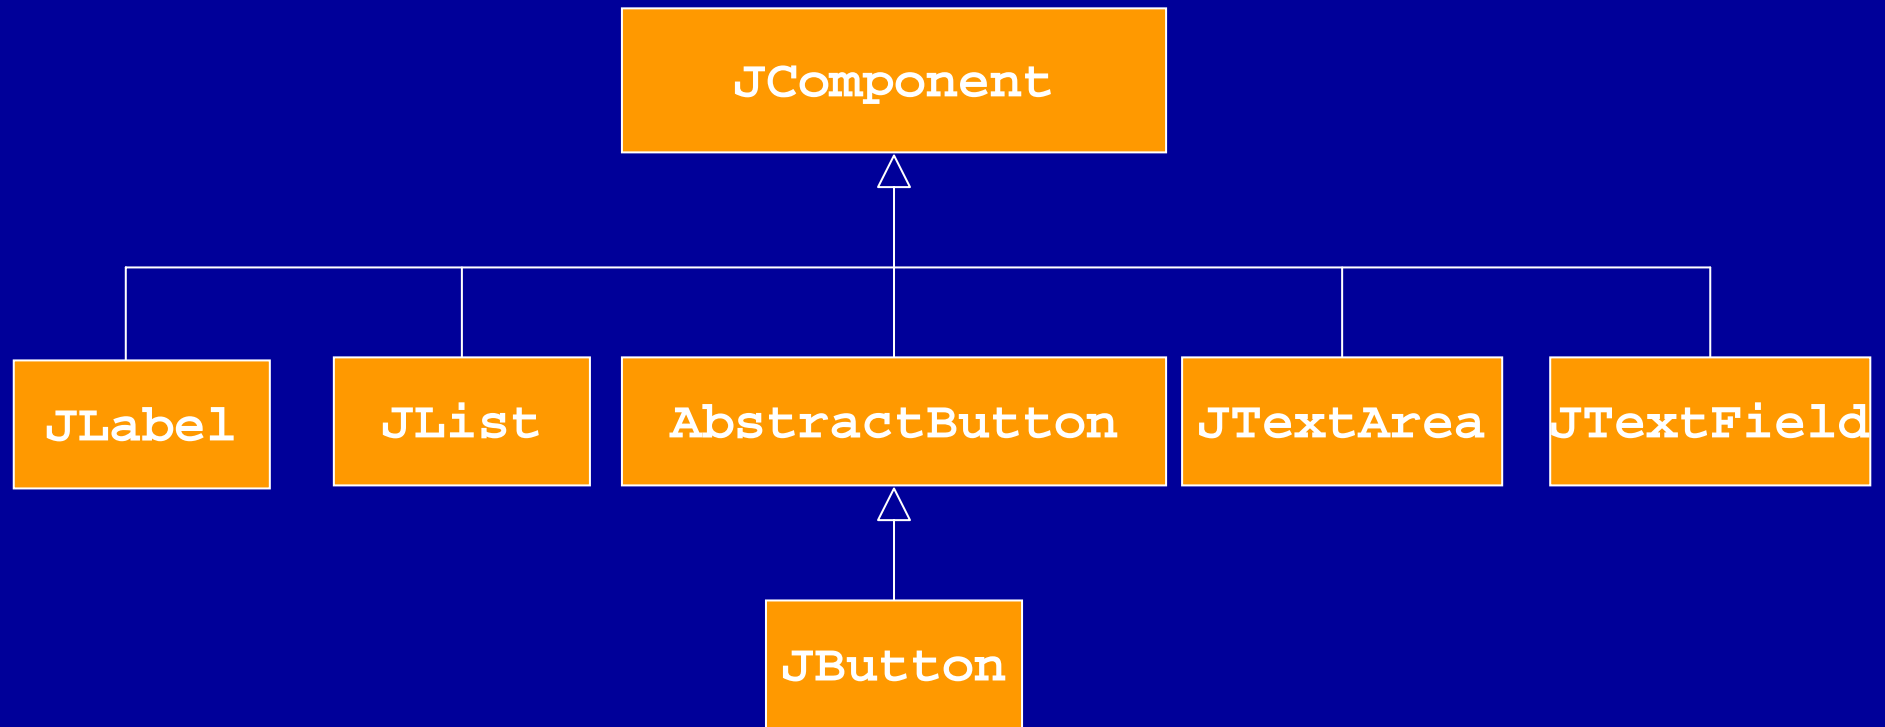 JComponent
JLabel
JList
AbstractButton
JTextArea
JTextField
JButton